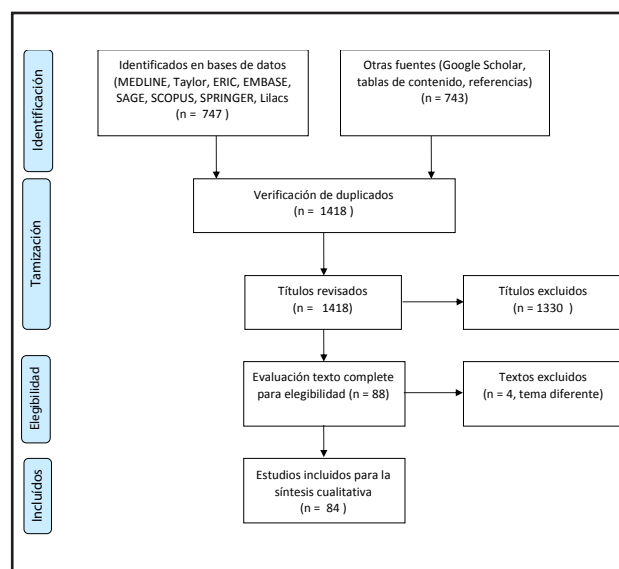 Identificación
Identificados en bases de datos
(MEDLINE, Taylor, ERIC, EMBASE,
SAGE, SCOPUS, SPRINGER, Lilacs
(n = 747 )
Otras fuentes (Google Scholar,
tablas de contenido, referencias)
n = 743)
Tamización
Verificación de duplicados
(n = 1418 )
Títulos revisados
(n = 1418)
Títulos excluidos
(n = 1330 )
Elegibilidad
Evaluación texto complete
para elegibilidad (n = 88)
Textos excluidos
(n = 4, tema diferente)
Incluídos
Estudios incluidos para la
síntesis cualitativa
(n = 84 )